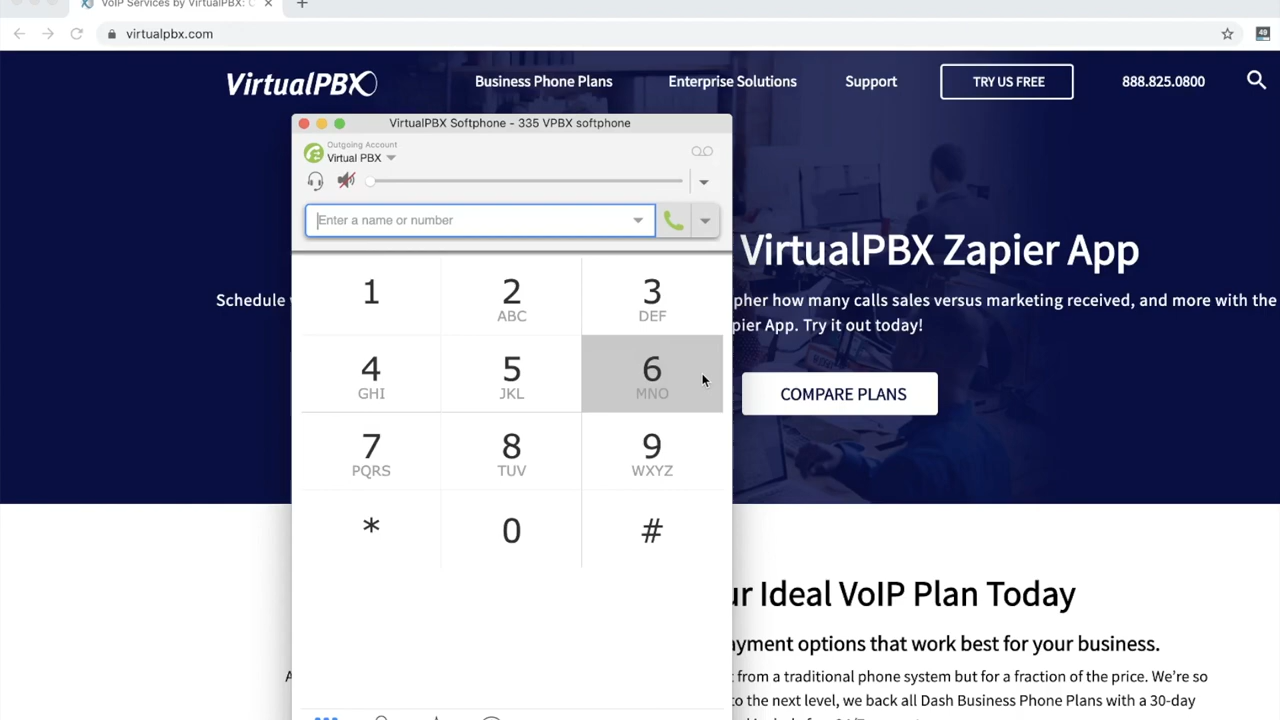 VoIP Services by VirtualPBX:
virtualpbx.com
49
VirtualPBX
Business Phone Plans
Enterprise Solutions
Support
TRY US FREE
888.825.0800
VirtualPBX Softphone - 335 VPBX softphone
Outgoing Account
Virtual PBX
Enter a name or number
1
2
ABC
3
DEF
4
GHI
5
JKL
6
MNO
7
PQRS
8
TUV
9
WXYZ
*
0
#
VirtualPBX Zapier App
Schedule
how many calls sales versus marketing received, and more with the
App. Try it out today!
COMPARE PLANS
Ideal VoIP Plan Today
options that work best for your business.
from a traditional phone system but for a fraction of the price. We’re so
to the next level, we back all Dash Business Phone Plans with a 30-day